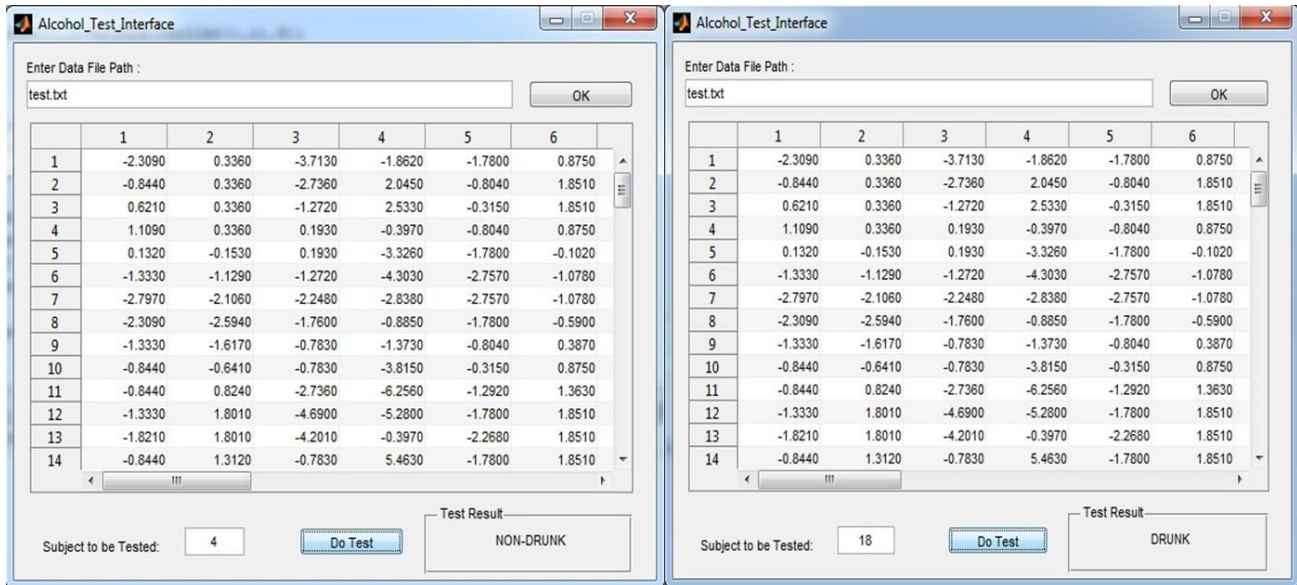 Alcohol_Test_Interface
Enter Data File Path :
test.txt OK
1 2 3 4 5 6
1 -2.3090 0.3360 -3.7130 -1.8620 -1.7800 0.8750
2 -0.8440 0.3360 -2.7360 2.0450 -0.8040 1.8510
3 0.6210 0.3360 -1.2720 2.5330 -0.3150 1.8510
4 1.1090 0.3360 0.1930 -0.3970 -0.8040 0.8750
5 0.1320 -0.1530 0.1930 -3.3260 -1.7800 -0.1020
6 -1.3330 -1.1290 -1.2720 -4.3030 -2.7570 -1.0780
7 -2.7970 -2.1060 -2.2480 -2.8380 -2.7570 -1.0780
8 -2.3090 -2.5940 -1.7600 -0.8850 -1.7800 -0.5900
9 -1.3330 -1.6170 -0.7830 -1.3730 -0.8040 0.3870
10 -0.8440 -0.6410 -0.7830 -3.8150 -0.3150 0.8750
11 -0.8440 0.8240 -2.7360 -6.2560 -1.2920 1.3630
12 -1.3330 1.8010 -4.6900 -5.2800 -1.7800 1.8510
13 -1.8210 1.8010 -4.2010 -0.3970 -2.2680 1.8510
14 -0.8440 1.3120 -0.7830 5.4630 -1.7800 1.8510
Test Result
Subject to be Tested: 4 Do Test NON-DRUNK
Alcohol_Test_Interface
Enter Data File Path :
test.txt OK
1 2 3 4 5 6
1 -2.3090 0.3360 -3.7130 -1.8620 -1.7800 0.8750
2 -0.8440 0.3360 -2.7360 2.0450 -0.8040 1.8510
3 0.6210 0.3360 -1.2720 2.5330 -0.3150 1.8510
4 1.1090 0.3360 0.1930 -0.3970 -0.8040 0.8750
5 0.1320 -0.1530 0.1930 -3.3260 -1.7800 -0.1020
6 -1.3330 -1.1290 -1.2720 -4.3030 -2.7570 -1.0780
7 -2.7970 -2.1060 -2.2480 -2.8380 -2.7570 -1.0780
8 -2.3090 -2.5940 -1.7600 -0.8850 -1.7800 -0.5900
9 -1.3330 -1.6170 -0.7830 -1.3730 -0.8040 0.3870
10 -0.8440 -0.6410 -0.7830 -3.8150 -0.3150 0.8750
11 -0.8440 0.8240 -2.7360 -6.2560 -1.2920 1.3630
12 -1.3330 1.8010 -4.6900 -5.2800 -1.7800 1.8510
13 -1.8210 1.8010 -4.2010 -0.3970 -2.2680 1.8510
14 -0.8440 1.3120 -0.7830 5.4630 -1.7800 1.8510
Test Result
Subject to be Tested: 18 Do Test DRUNK